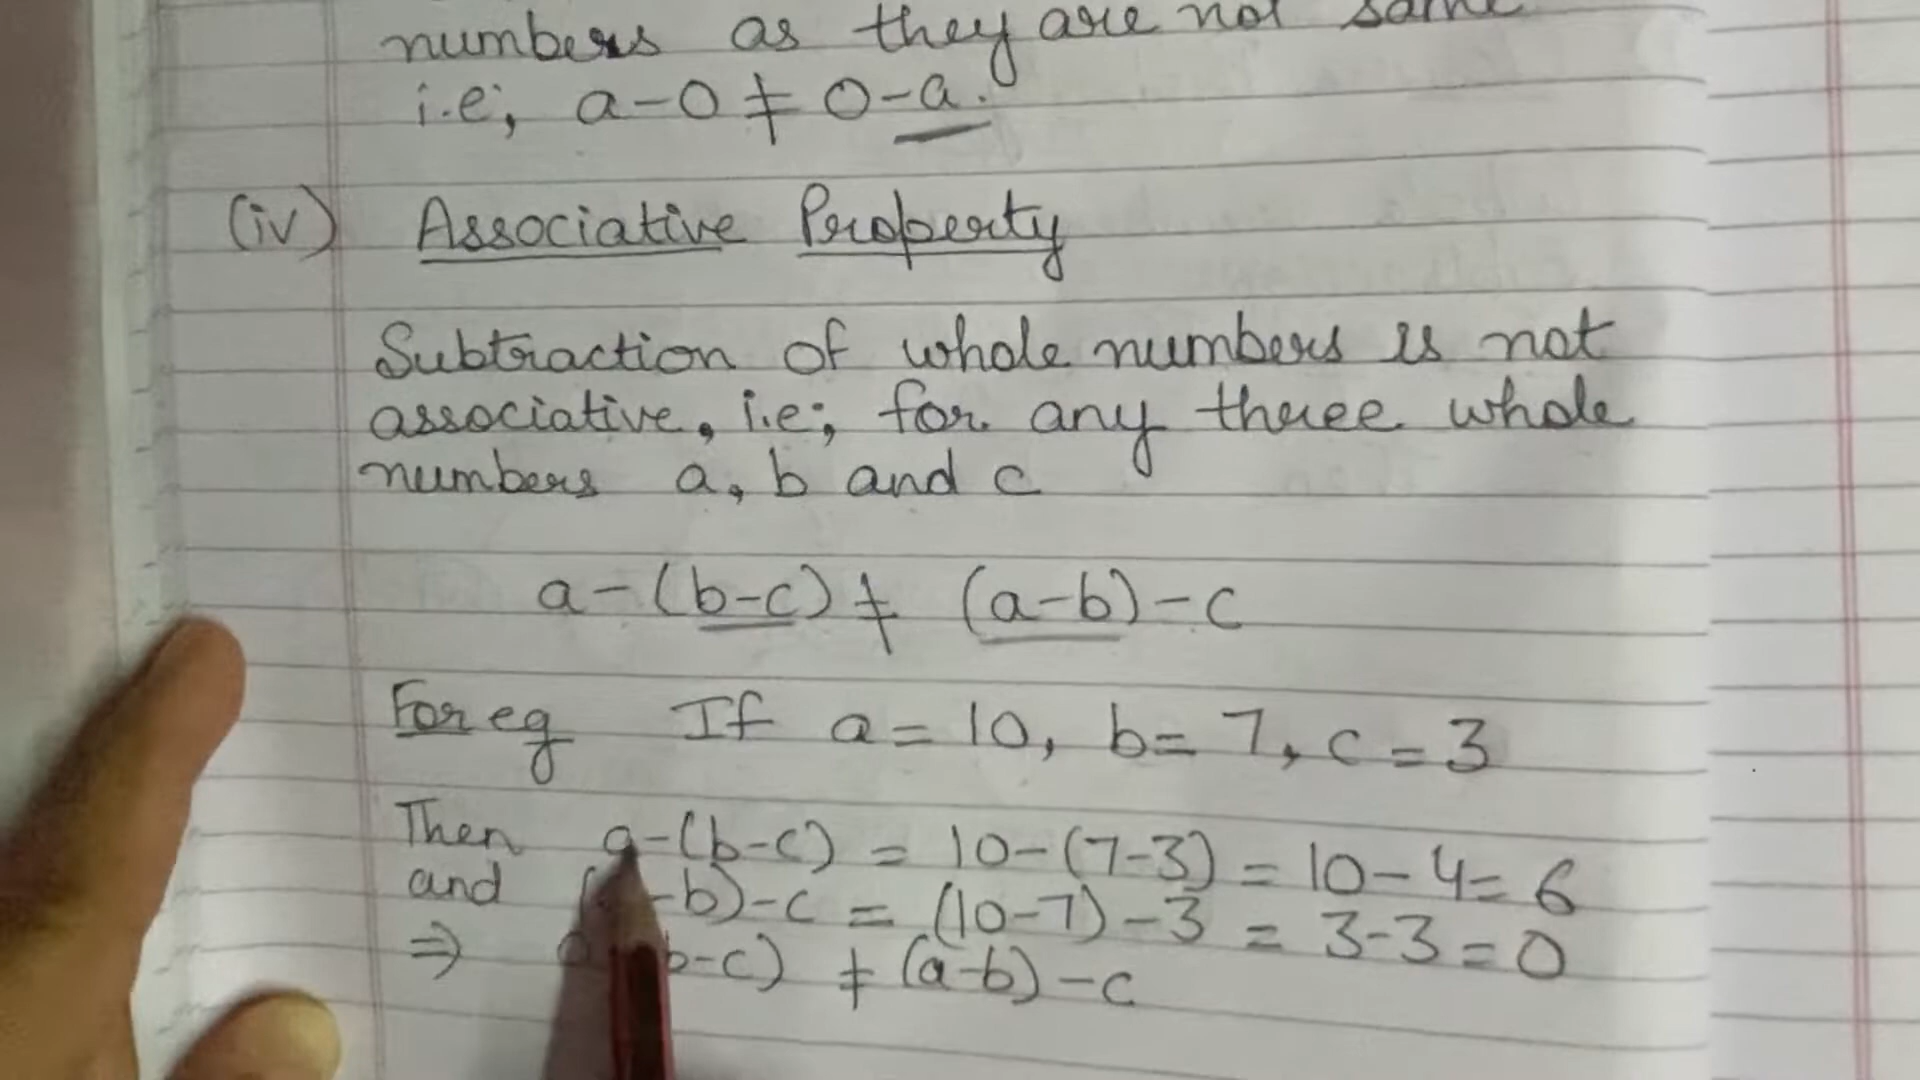 numbers as they are not same
i.e; a-0 ≠ 0-a.
(iv) Associative Property
Subtraction of whole numbers is not
associative, i.e; for any three whole
numbers a, b and c
a-(b-c) ≠ (a-b)-c
For eg If a=10, b=7, c=3
Then a-(b-c) = 10-(7-3) = 10-4=6
and ( -b)-c = (10-7)-3 = 3-3=0
⇒ b-c) ≠ (a-b)-c